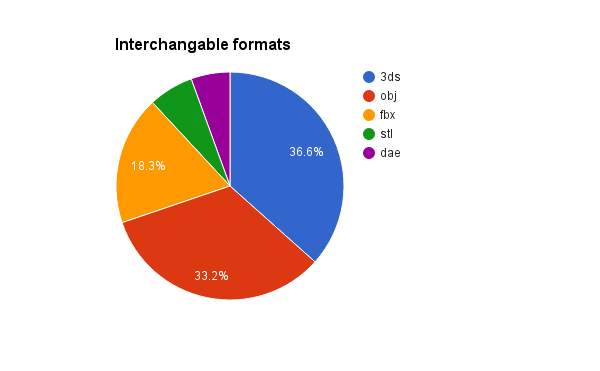 Interchangable formats
3ds
obj
fbx
stl
dae
36.6%
18.3%
33.2%